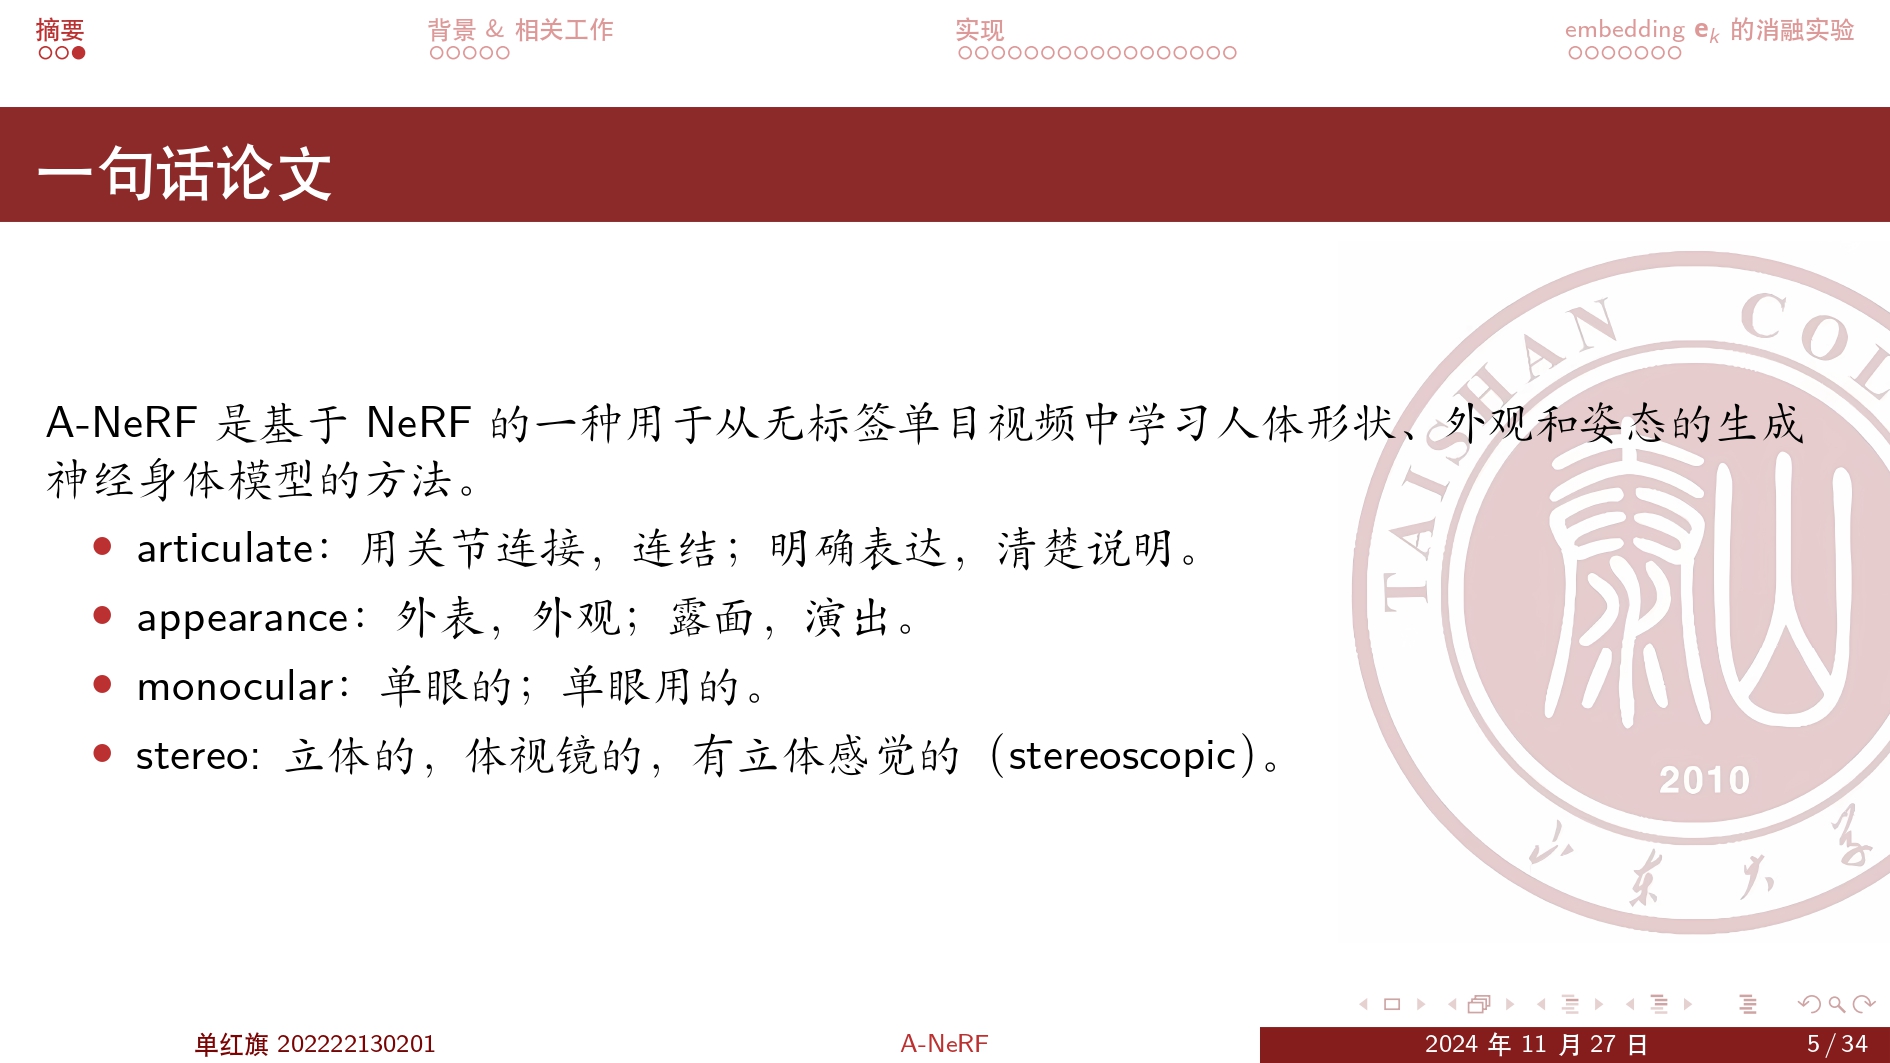 摘要
背景 & 相关工作
实现
embedding e_k 的消融实验
一句话论文
A-NeRF 是基于 NeRF 的一种用于从无标签单目视频中学习人体形状、外观和姿态的生成
神经身体模型的方法。
articulate：用关节连接，连结；明确表达，清楚说明。
appearance：外表，外观；露面，演出。
monocular：单眼的；单眼用的。
stereo: 立体的，体视镜的，有立体感觉的（stereoscopic）。
TAISHAN COL
2010
山东大学
单红旗 202222130201
A-NeRF
2024 年 11 月 27 日
5 / 34